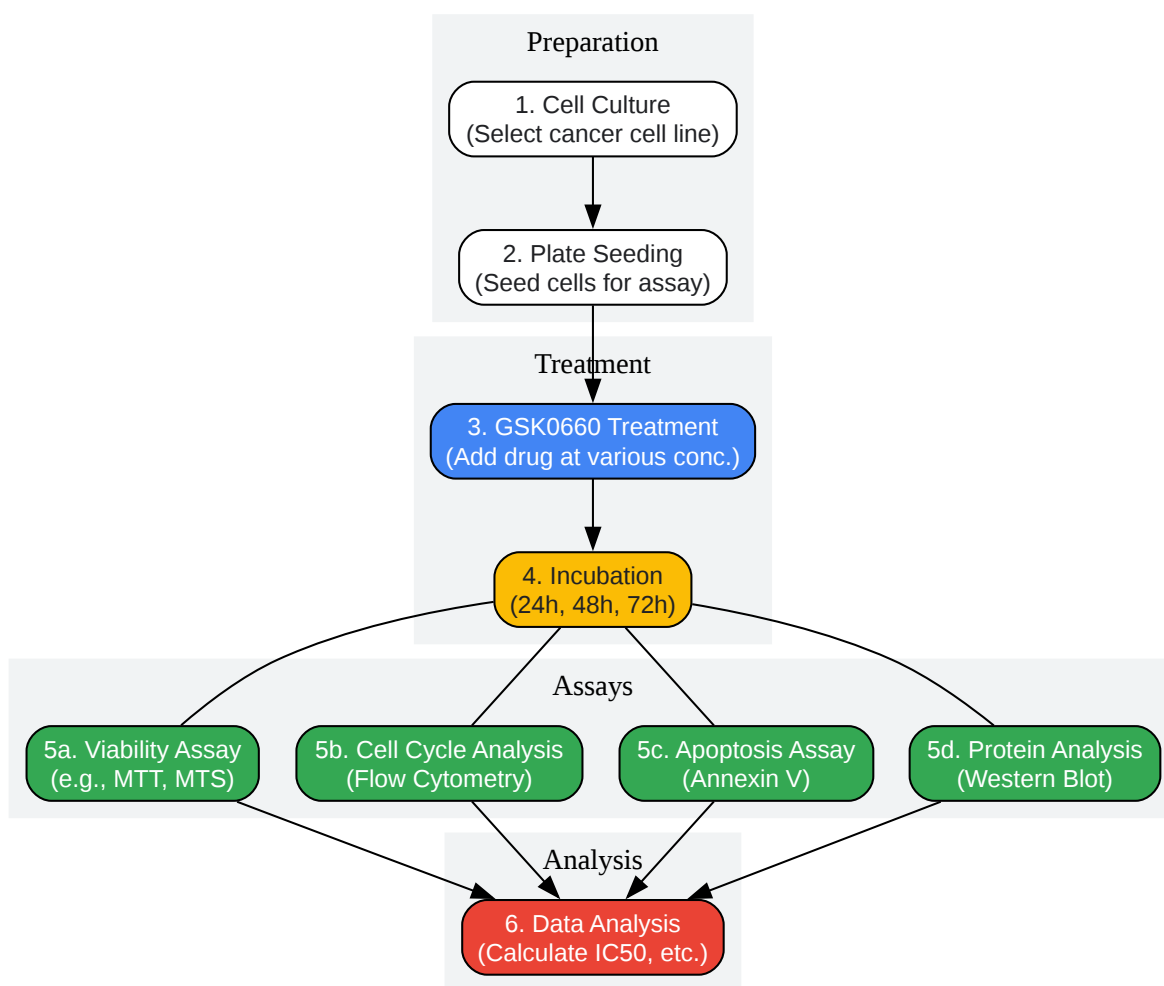 Preparation
1. Cell Culture
(Select cancer cell line)
2. Plate Seeding
(Seed cells for assay)
Treatment
3. GSK0660 Treatment
(Add drug at various conc.)
4. Incubation
(24h, 48h, 72h)
Assays
5a. Viability Assay
(e.g., MTT, MTS)
5b. Cell Cycle Analysis
(Flow Cytometry)
5c. Apoptosis Assay
(Annexin V)
5d. Protein Analysis
(Western Blot)
Analysis
6. Data Analysis
(Calculate IC50, etc.)